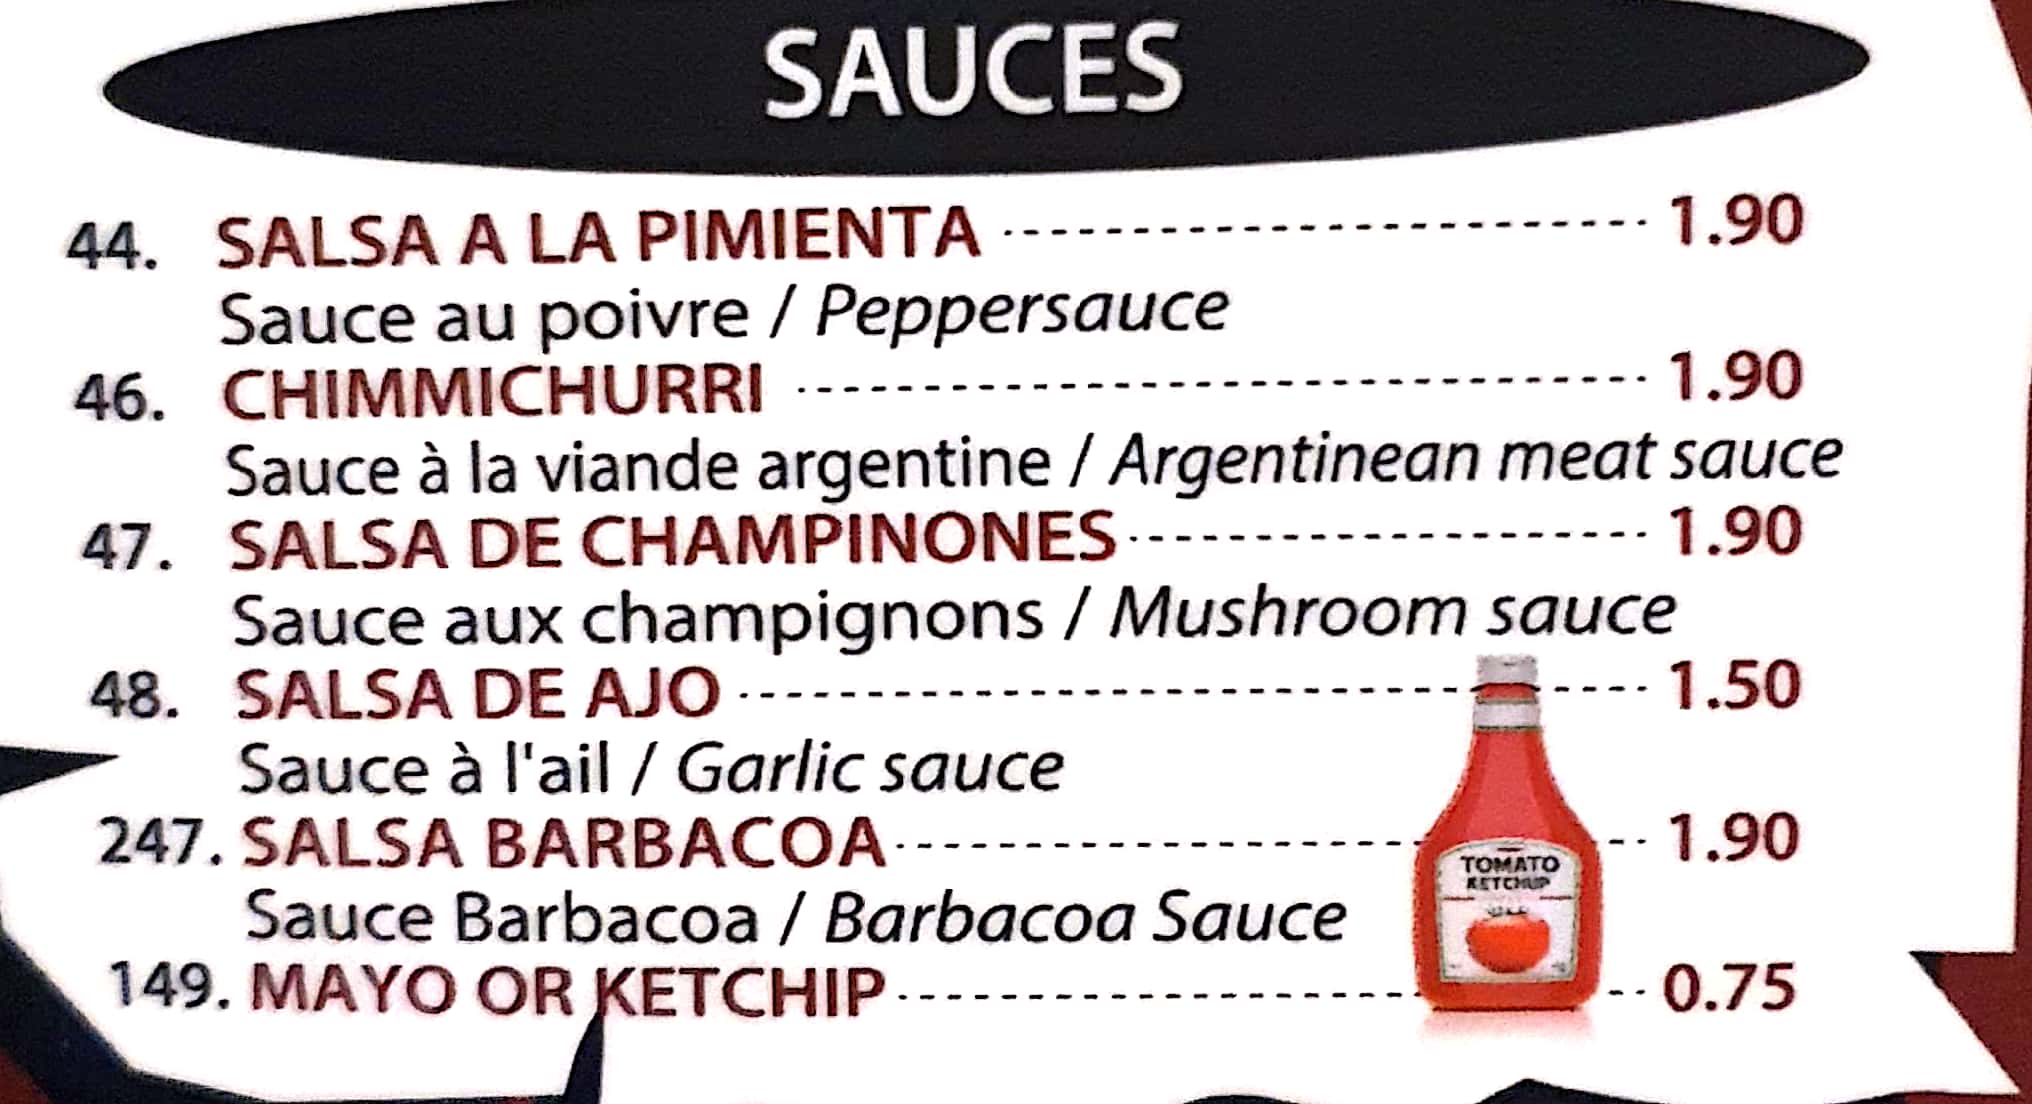 SAUCES
44. SALSA A LA PIMIENTA 1.90
Sauce au poivre / Peppersauce
46. CHIMMICHURRI 1.90
Sauce à la viande argentine / Argentinean meat sauce
47. SALSA DE CHAMPINONES 1.90
Sauce aux champignons / Mushroom sauce
48. SALSA DE AJO 1.50
Sauce à l'ail / Garlic sauce
247. SALSA BARBACOA 1.90
Sauce Barbacoa / Barbacoa Sauce
149. MAYO OR KETCHIP 0.75
TOMATO
KETCHUP